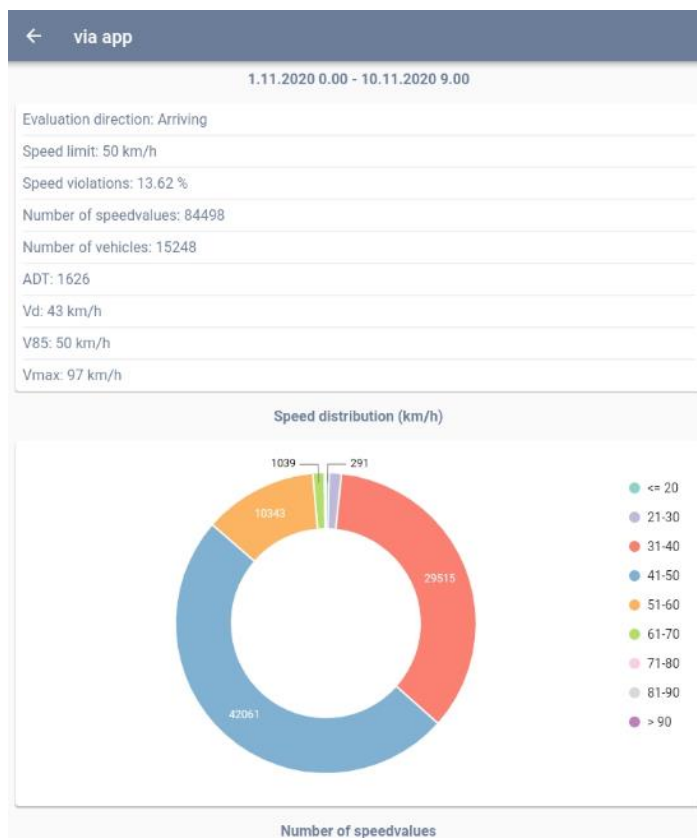 via app
1.11.2020 0.00 - 10.11.2020 9.00
Evaluation direction: Arriving
Speed limit: 50 km/h
Speed violations: 13.62 %
Number of speedvalues: 84498
Number of vehicles: 15248
ADT: 1626
Vd: 43 km/h
V85: 50 km/h
Vmax: 97 km/h
Speed distribution (km/h)
1039
291
10343
29515
42061
<= 20
21-30
31-40
41-50
51-60
61-70
71-80
81-90
> 90
Number of speedvalues